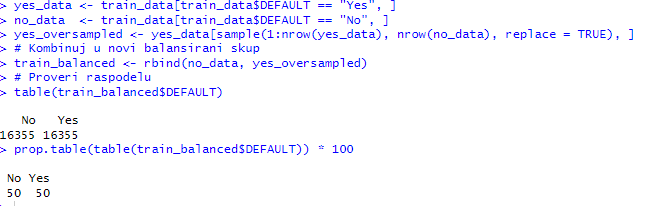 > yes_data <- train_data[train_data$DEFAULT == "Yes", ]
> no_data  <- train_data[train_data$DEFAULT == "No", ]
> yes_oversampled <- yes_data[sample(1:nrow(yes_data), nrow(no_data), replace = TRUE), ]
> # Kombinuj u novi balansirani skup
> train_balanced <- rbind(no_data, yes_oversampled)
> # Proveri raspodelu
> table(train_balanced$DEFAULT)
   No   Yes
16355 16355
> prop.table(table(train_balanced$DEFAULT)) * 100
 No Yes
 50  50